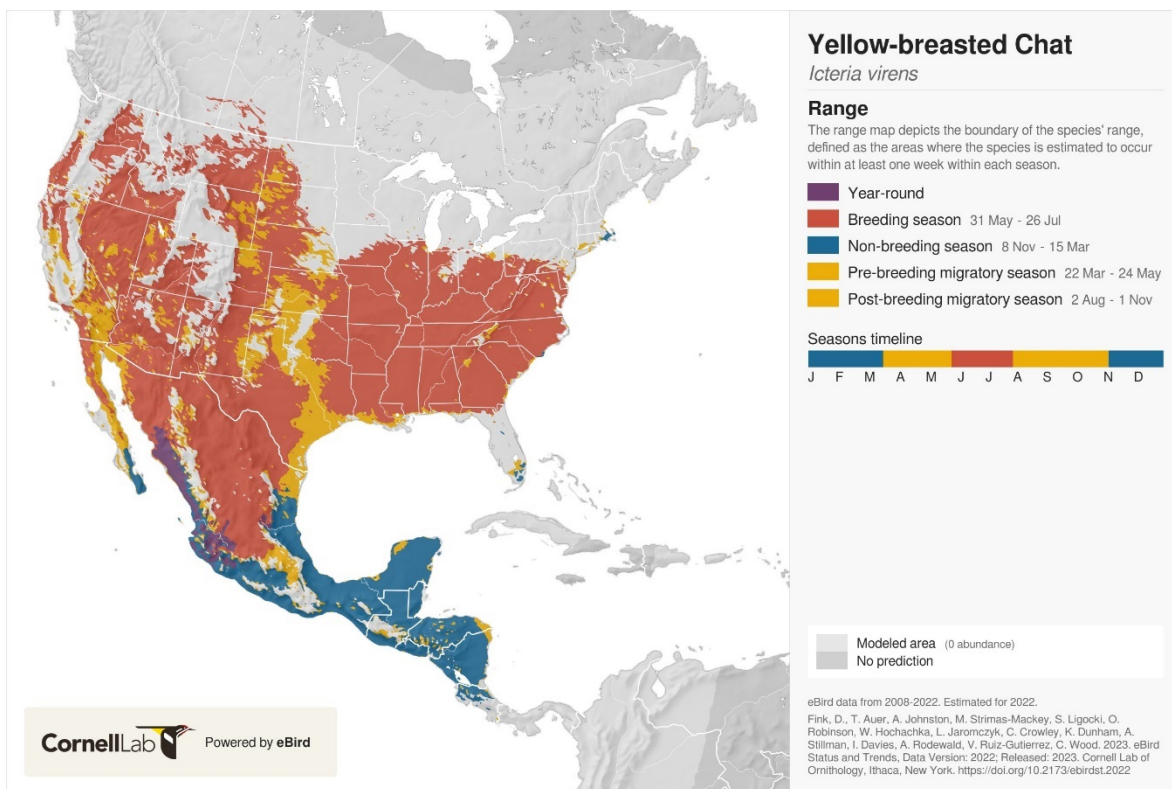 Yellow-breasted Chat
Icteria virens
Range
The range map depicts the boundary of the species' range,
defined as the areas where the species is estimated to occur
within at least one week within each season.
Year-round
Breeding season 31 May - 26 Jul
Non-breeding season 8 Nov - 15 Mar
Pre-breeding migratory season 22 Mar - 24 May
Post-breeding migratory season 2 Aug - 1 Nov
Seasons timeline
J F M A M J J A S O N D
Modeled area (0 abundance)
No prediction
eBird data from 2008-2022. Estimated for 2022.
Fink, D., T. Auer, A. Johnston, M. Strimas-Mackey, S. Ligocki, O.
Robinson, W. Hochachka, L. Jaromczyk, C. Crowley, K. Dunham, A.
Stillman, I. Davies, A. Rodewald, V. Ruiz-Gutierrez, C. Wood. 2023. eBird
Status and Trends, Data Version: 2022; Released: 2023. Cornell Lab of
Ornithology, Ithaca, New York. https://doi.org/10.2173/ebirdst.2022
CornellLab Powered by eBird